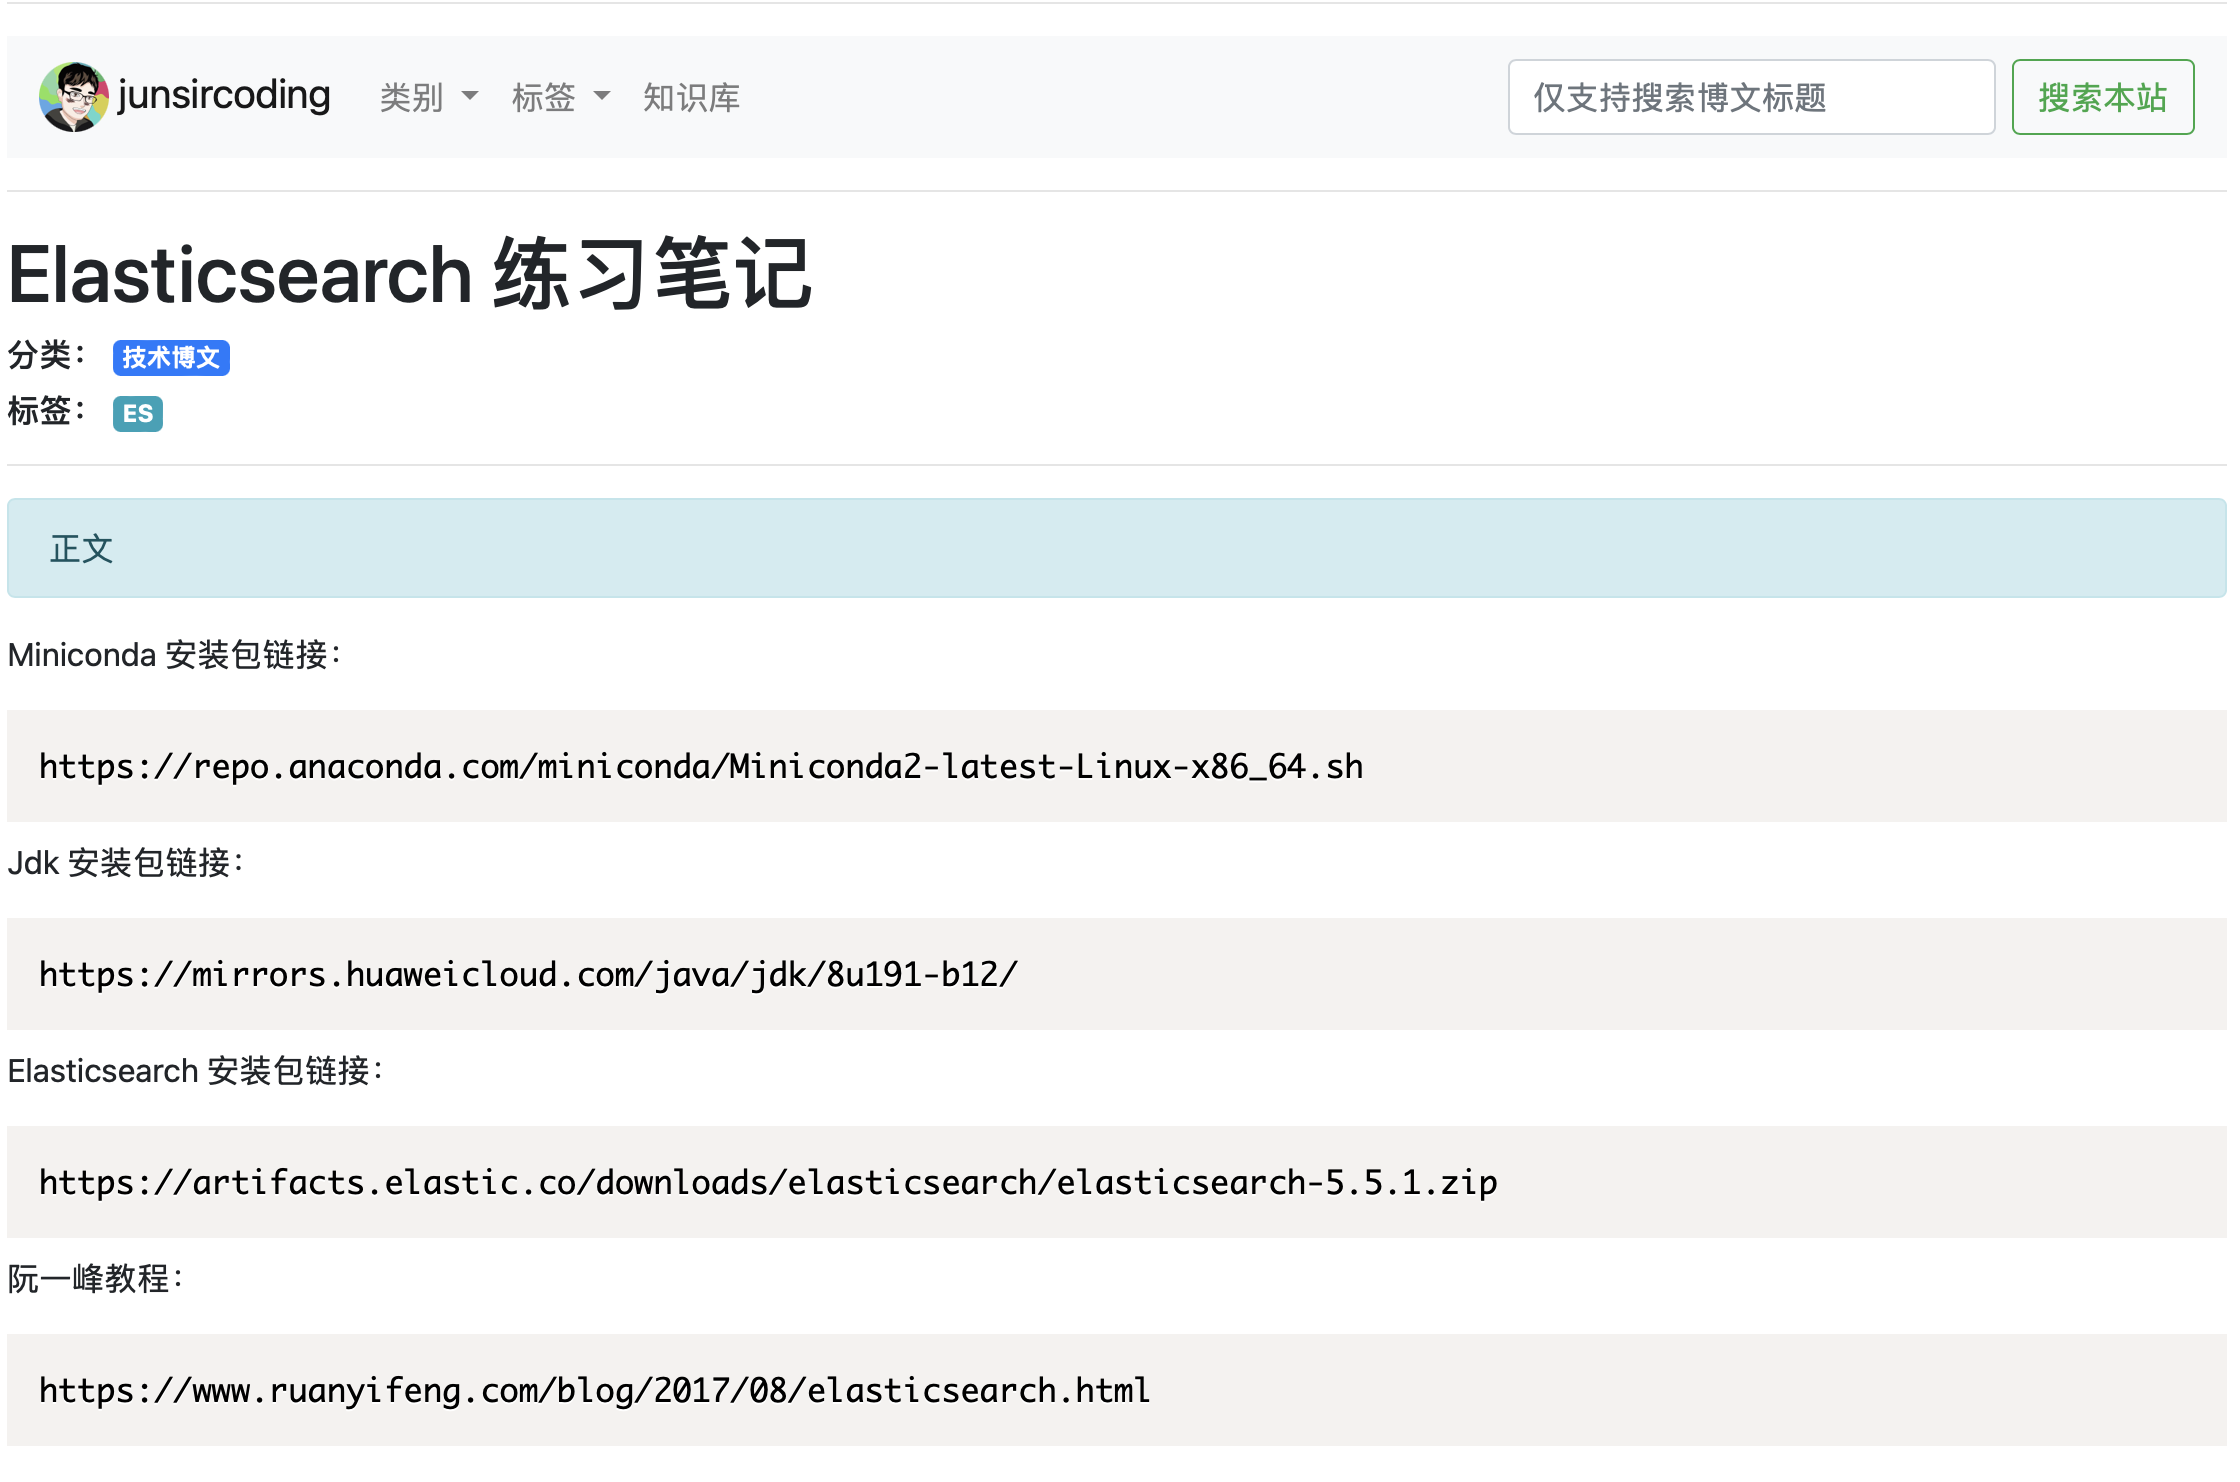 junsircoding 类别 标签 知识库 仅支持搜索博文标题 搜索本站
Elasticsearch 练习笔记
分类： 技术博文
标签： ES
正文
Miniconda 安装包链接：
https://repo.anaconda.com/miniconda/Miniconda2-latest-Linux-x86_64.sh
Jdk 安装包链接：
https://mirrors.huaweicloud.com/java/jdk/8u191-b12/
Elasticsearch 安装包链接：
https://artifacts.elastic.co/downloads/elasticsearch/elasticsearch-5.5.1.zip
阮一峰教程：
https://www.ruanyifeng.com/blog/2017/08/elasticsearch.html